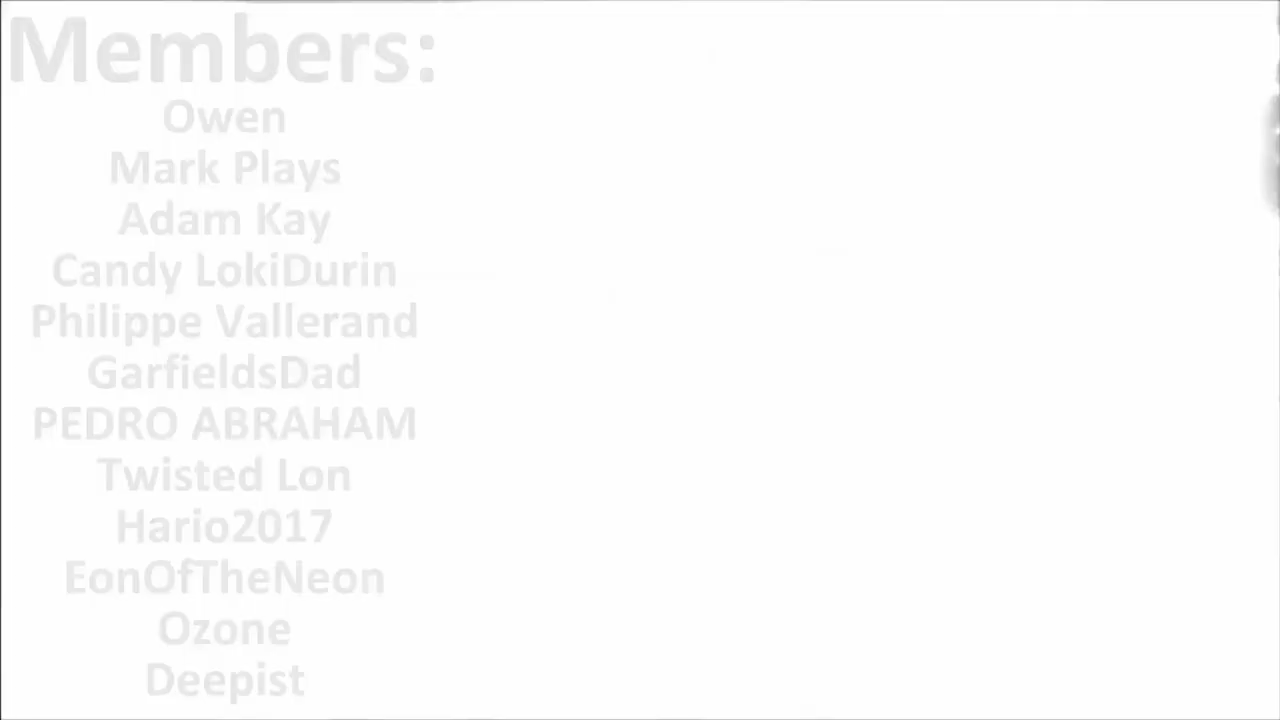 Members:
Owen
Mark Plays
Adam Kay
Candy LokiDurin
Philippe Vallerand
GarfieldsDad
PEDRO ABRAHAM
Twisted Lon
Hario2017
EonOfTheNeon
Ozone
Deepist